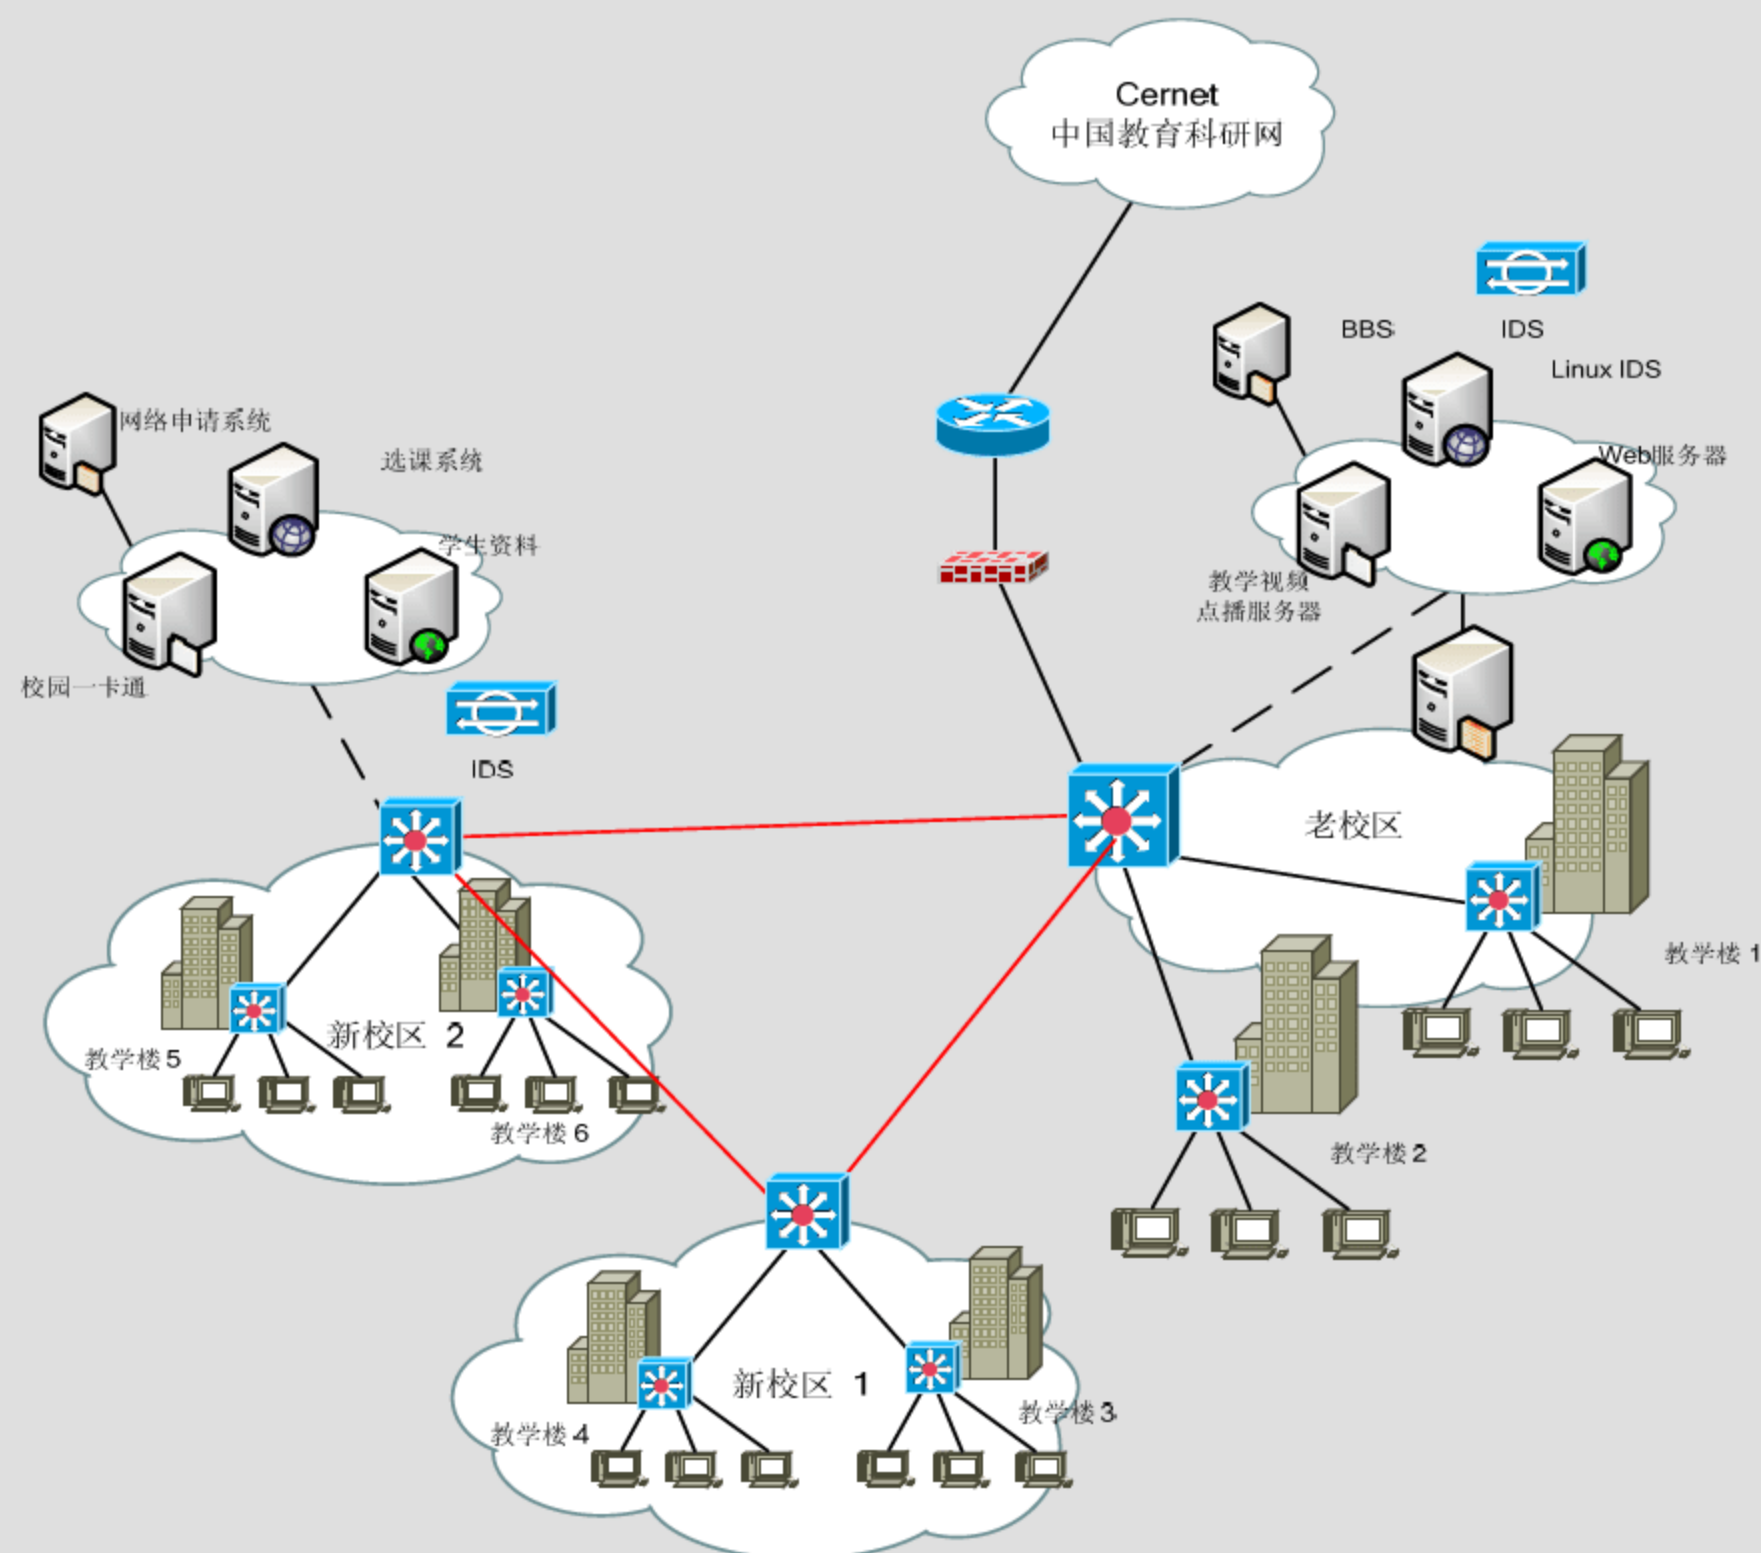 Cernet
中国教育科研网
BBS
IDS
Linux IDS
网络申请系统
选课系统
Web服务器
学生资料
教学视频
点播服务器
校园一卡通
IDS
老校区
教学楼 1
新校区 2
教学楼 5
教学楼 6
教学楼 2
新校区 1
教学楼 3
教学楼 4